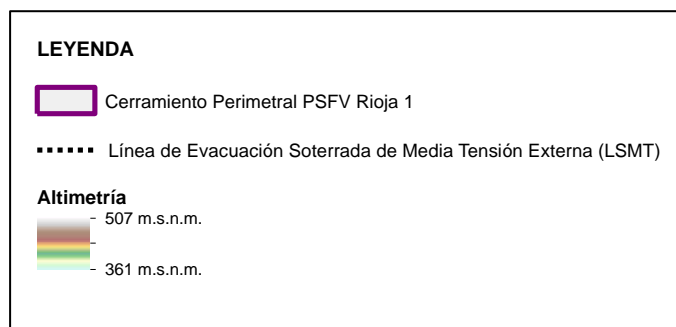 LEYENDA
Cerramiento Perimetral PSFV Rioja 1
Línea de Evacuación Soterrada de Media Tensión Externa (LSMT)
Altimetría
507 m.s.n.m.
361 m.s.n.m.